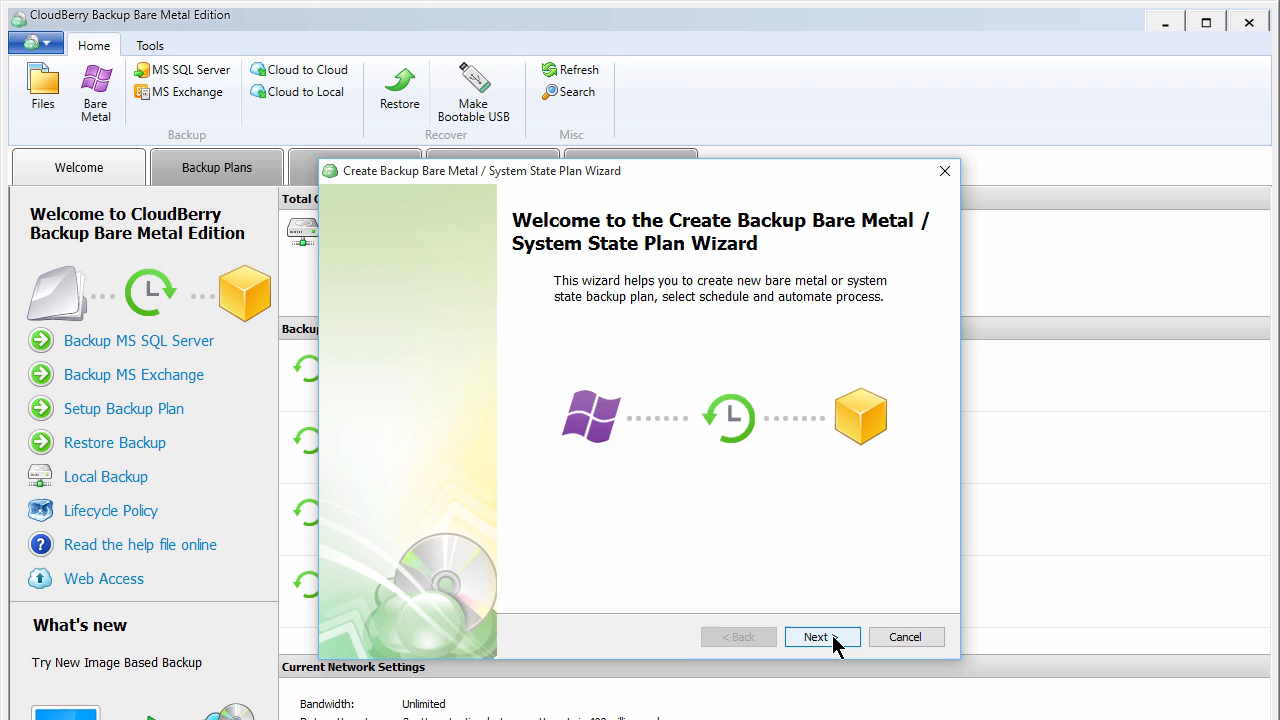 CloudBerry Backup Bare Metal Edition
Home
Tools
Files
Bare
Metal
MS SQL Server
MS Exchange
Backup
Cloud to Cloud
Cloud to Local
Restore
Make
Bootable USB
Recover
Refresh
Search
Misc
Welcome
Backup Plans
Welcome to CloudBerry
Backup Bare Metal Edition
Backup MS SQL Server
Backup MS Exchange
Setup Backup Plan
Restore Backup
Local Backup
Lifecycle Policy
Read the help file online
Web Access
What's new
Try New Image Based Backup
Total
Create Backup Bare Metal / System State Plan Wizard
Welcome to the Create Backup Bare Metal /
System State Plan Wizard
This wizard helps you to create new bare metal or system
state backup plan, select schedule and automate process.
< Back
Next >
Cancel
Current Network Settings
Bandwidth:
Unlimited